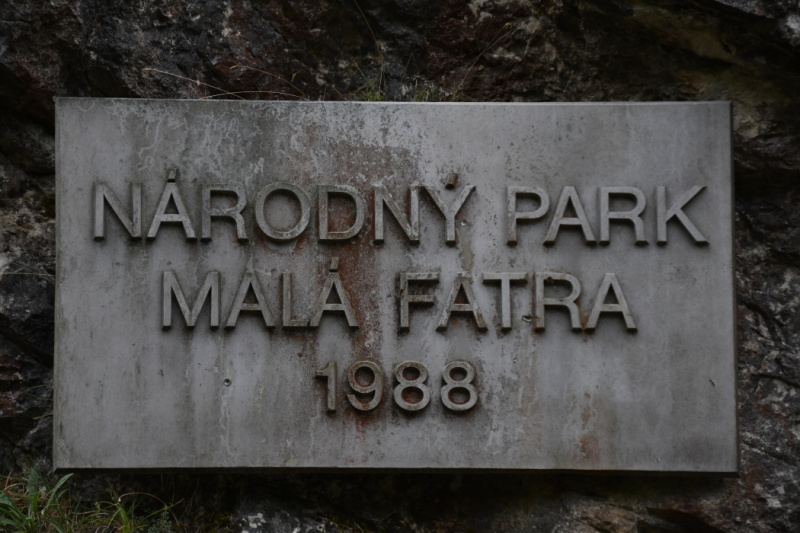 NÁRODNÝ PARK
MALÁ FATRA
1988